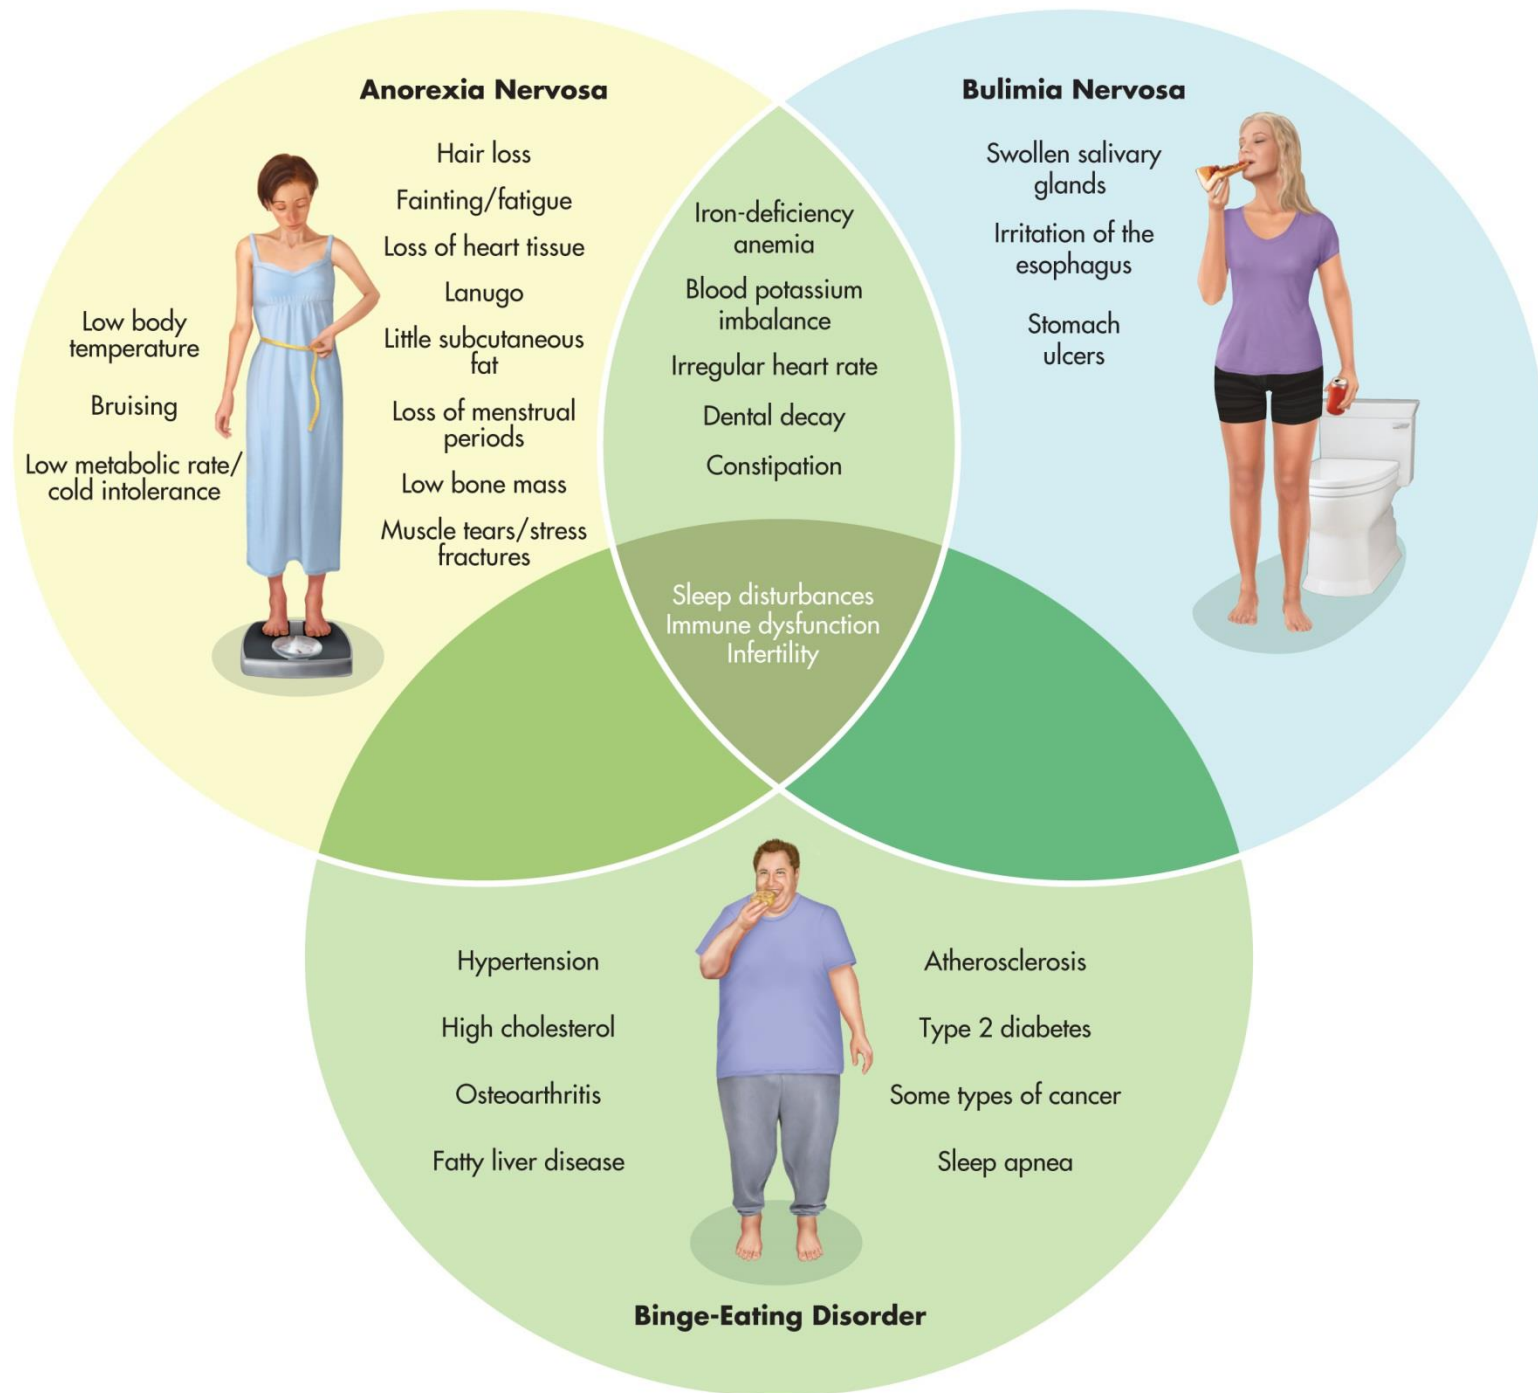 Anorexia Nervosa
Hair loss
Fainting/fatigue
Loss of heart tissue
Lanugo
Little subcutaneous
fat
Loss of menstrual
periods
Low bone mass
Muscle tears/stress
fractures
Low body
temperature
Bruising
Low metabolic rate/
cold intolerance
Iron-deficiency
anemia
Blood potassium
imbalance
Irregular heart rate
Dental decay
Constipation
Bulimia Nervosa
Swollen salivary
glands
Irritation of the
esophagus
Stomach
ulcers
Sleep disturbances
Immune dysfunction
Infertility
Hypertension
High cholesterol
Osteoarthritis
Fatty liver disease
Atherosclerosis
Type 2 diabetes
Some types of cancer
Sleep apnea
Binge-Eating Disorder